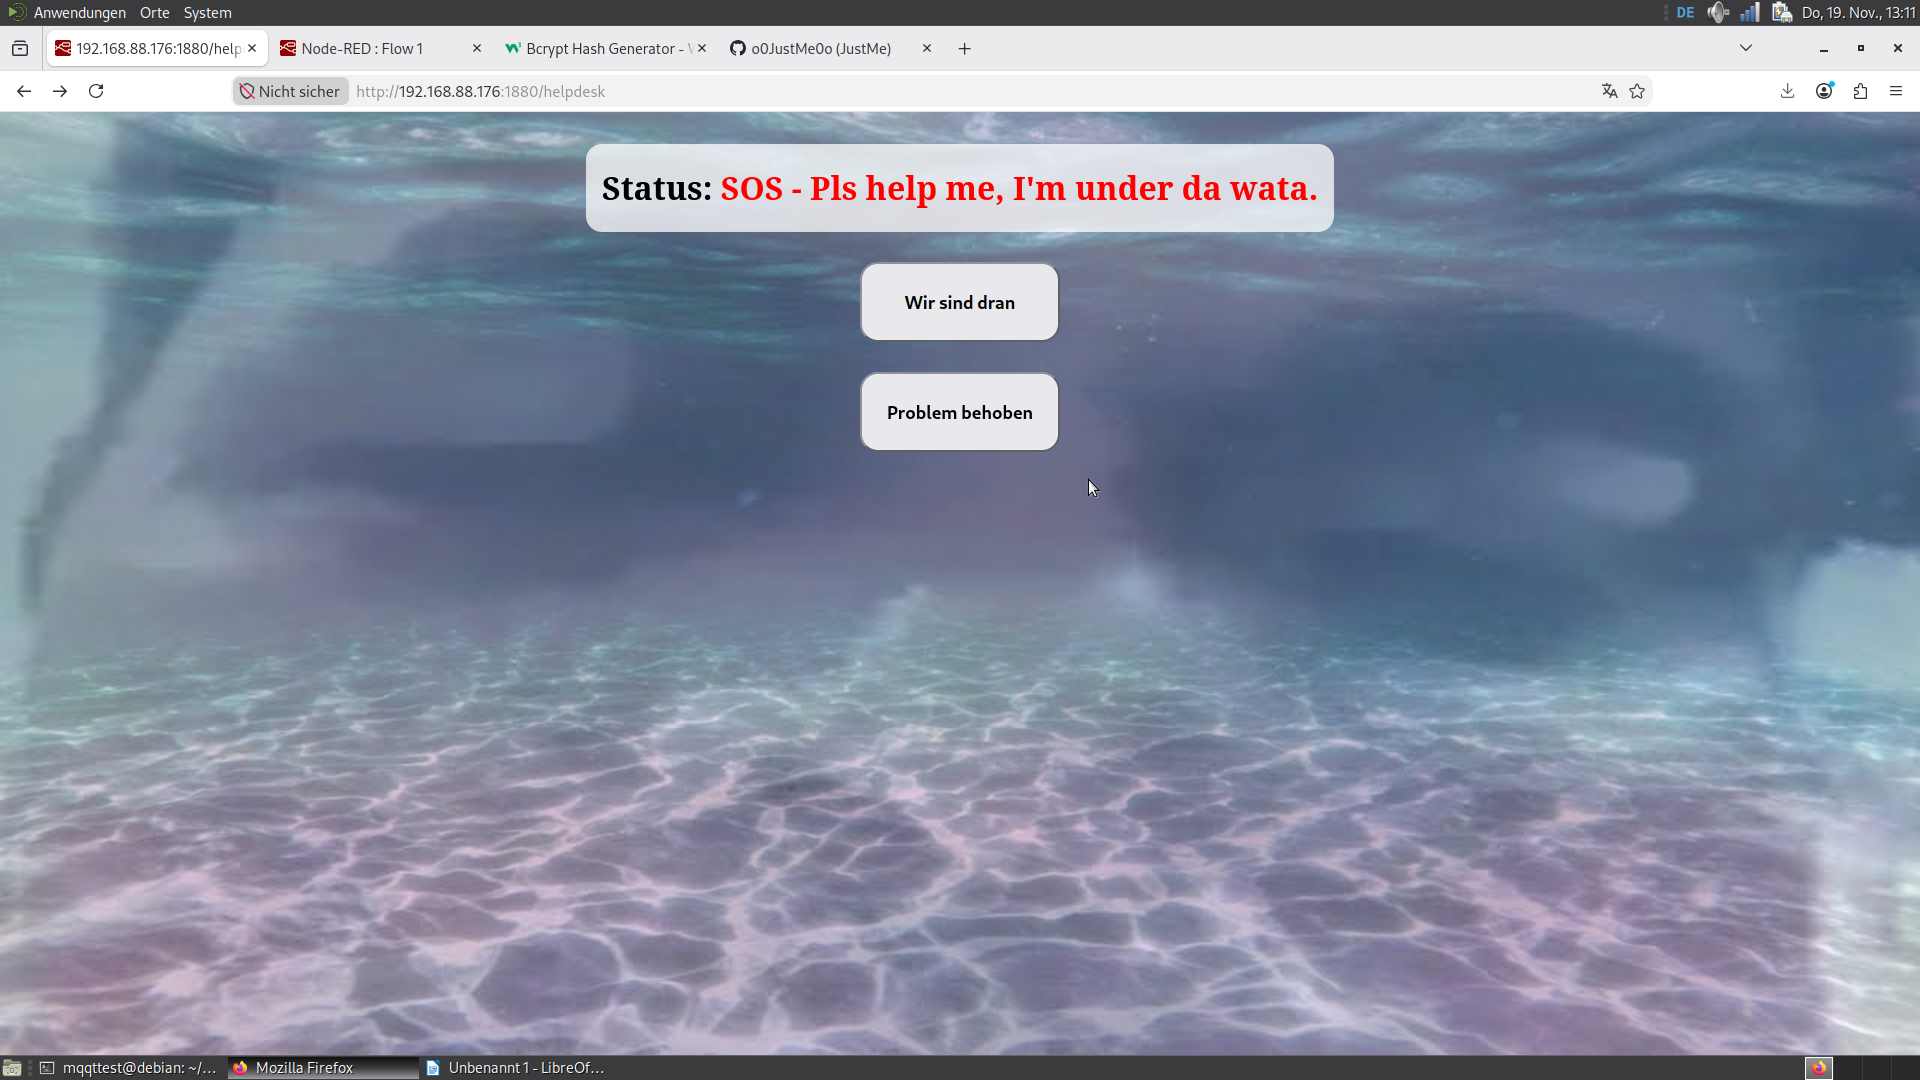 Anwendungen Orte System
DE Do, 19. Nov., 13:11
192.168.88.176:1880/help
Node-RED : Flow 1
Bcrypt Hash Generator -
o0JustMe0o (JustMe)
Nicht sicher http://192.168.88.176:1880/helpdesk
Status: SOS - Pls help me, I'm under da wata.
Wir sind dran
Problem behoben
mqqttest@debian: ~/...
Mozilla Firefox
Unbenannt 1 - LibreOf...